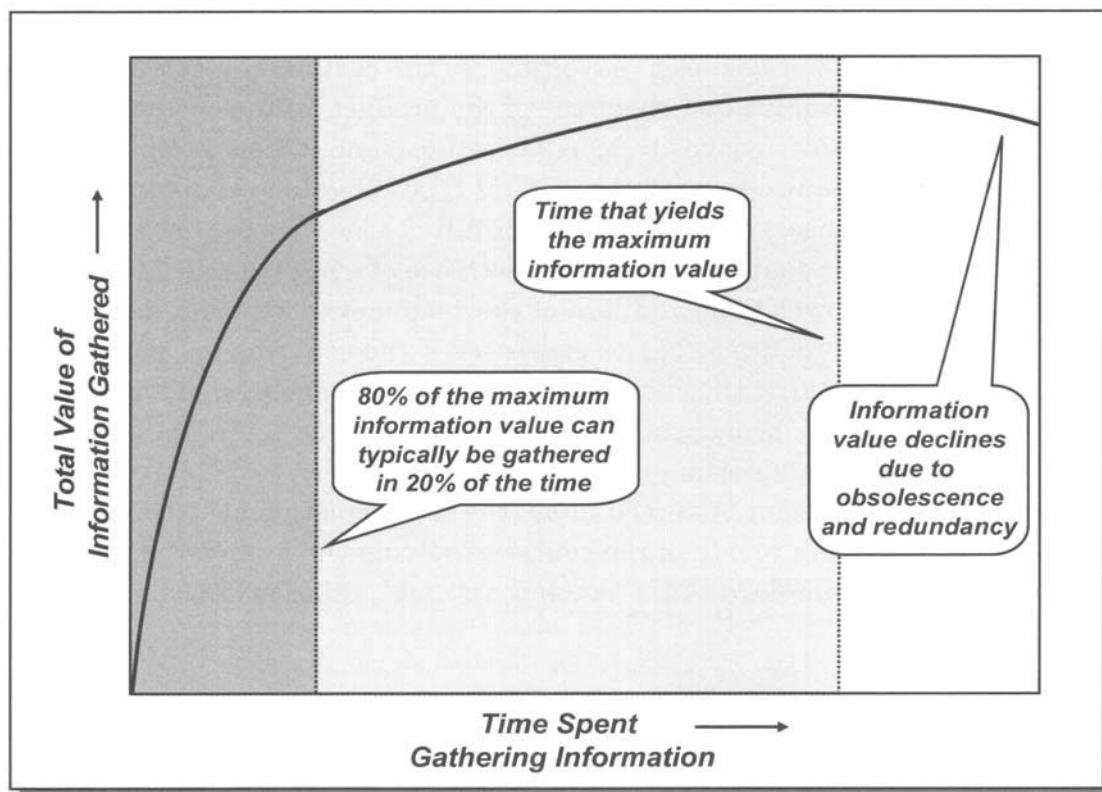 Total Value of
Information Gathered
Time that yields
the maximum
information value
80% of the maximum
information value can
typically be gathered
in 20% of the time
Information
value declines
due to
obsolescence
and redundancy
Time Spent
Gathering Information